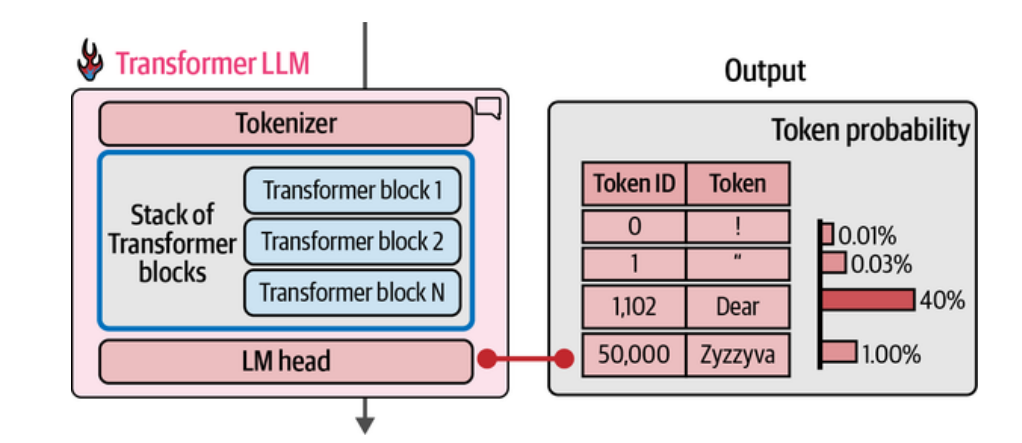 Transformer LLM
Tokenizer
Stack of
Transformer
blocks
Transformer block 1
Transformer block 2
Transformer block N
LM head
Output
Token probability
Token ID Token
0 !
1 “
1,102 Dear
50,000 Zyzzyva
0.01%
0.03%
40%
1.00%